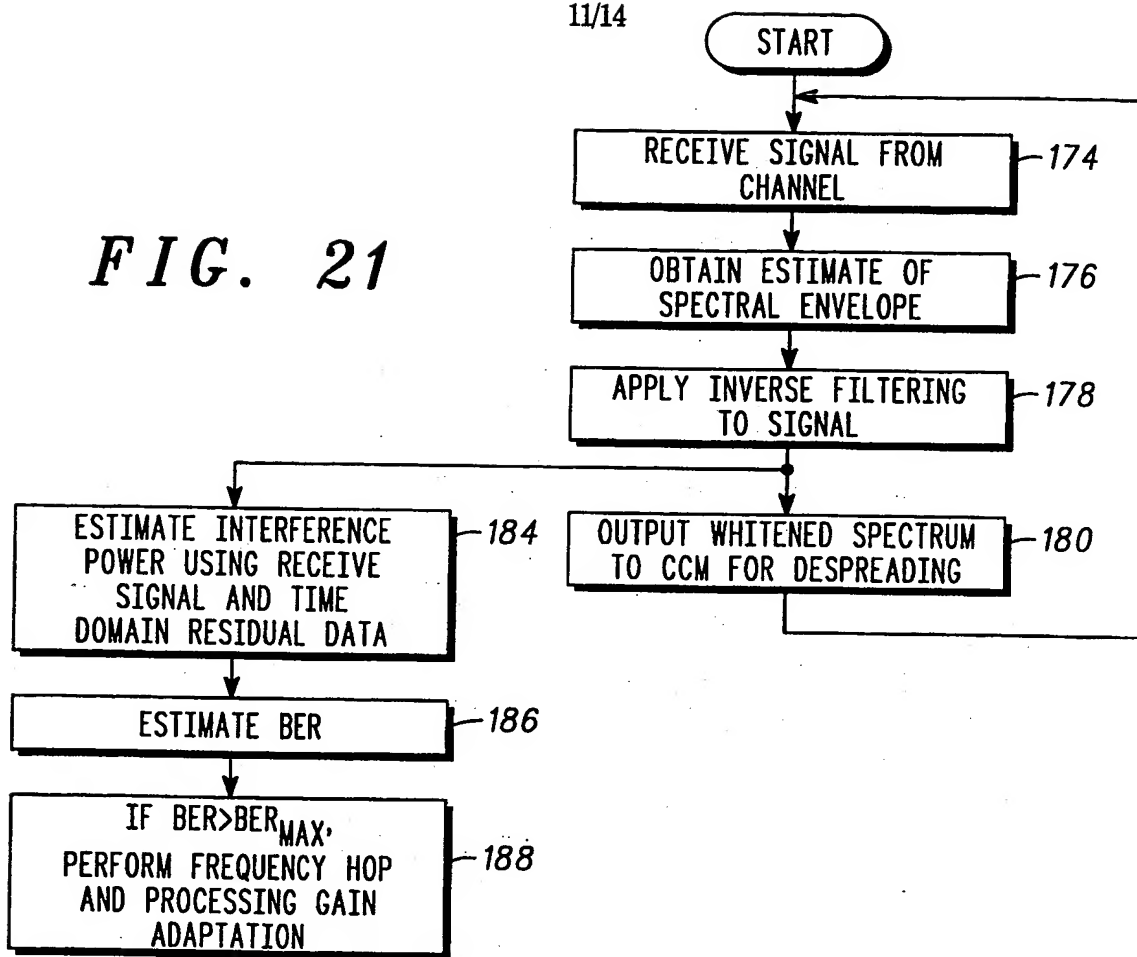 11/14
START
RECEIVE SIGNAL FROM
CHANNEL
174
FIG. 21
OBTAIN ESTIMATE OF
SPECTRAL ENVELOPE
176
APPLY INVERSE FILTERING
TO SIGNAL
178
ESTIMATE INTERFERENCE
POWER USING RECEIVE
SIGNAL AND TIME
DOMAIN RESIDUAL DATA
184
OUTPUT WHITENED SPECTRUM
TO CCM FOR DESPREADING
180
ESTIMATE BER
186
IF BER>BERMAX,
PERFORM FREQUENCY HOP
AND PROCESSING GAIN
ADAPTATION
188